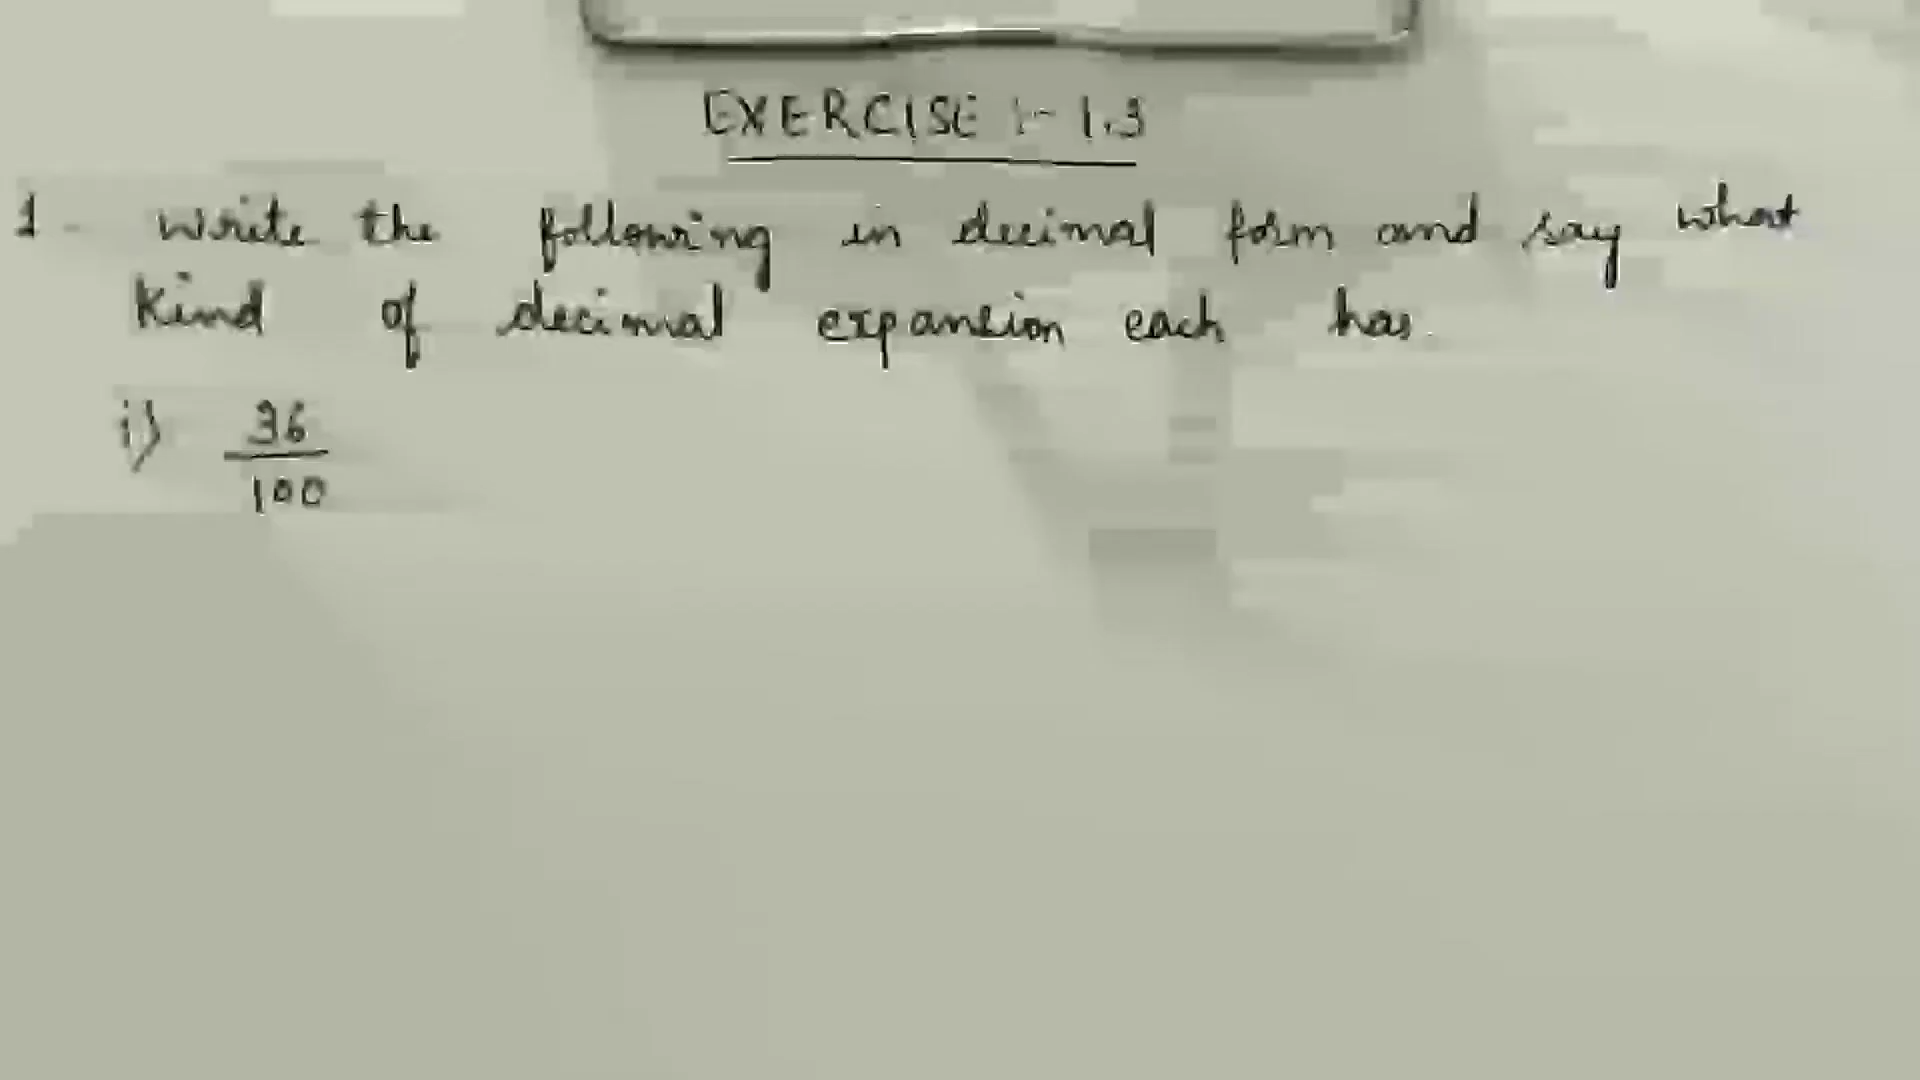 EXERCISE :- 1.3
1. Write the following in decimal form and say what
kind of decimal expansion each has.
i) 36
100